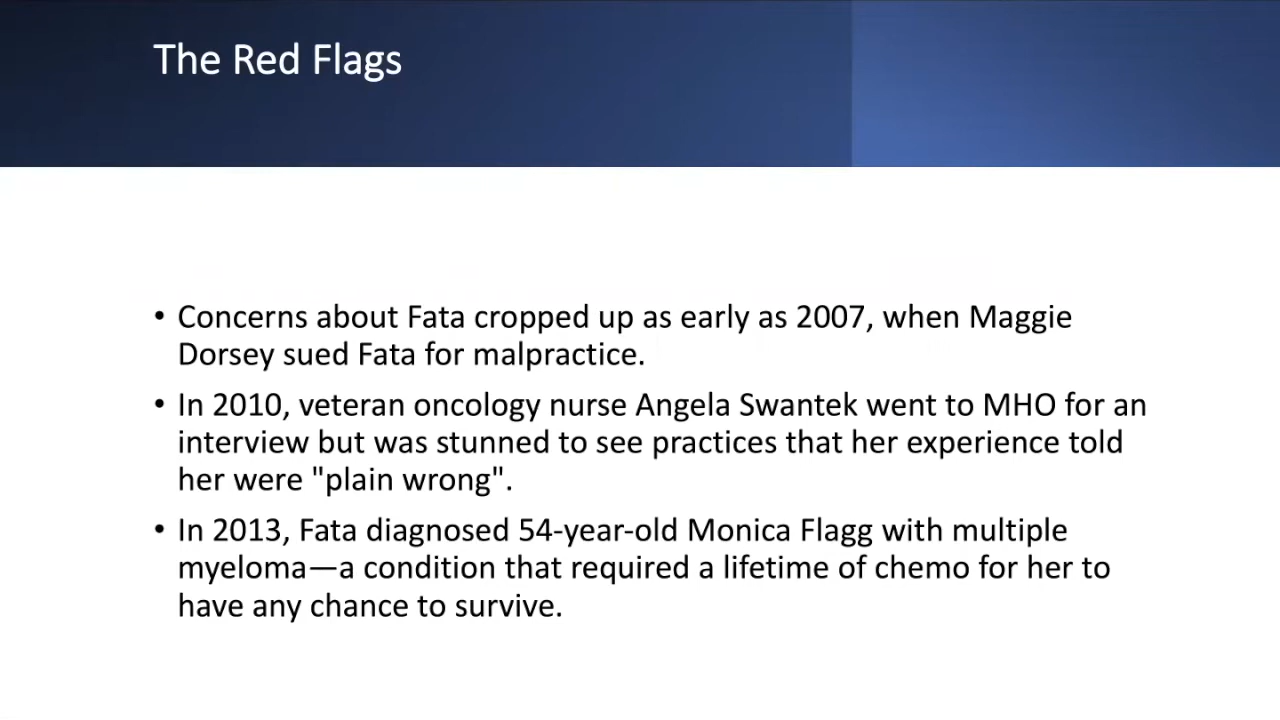 The Red Flags
• Concerns about Fata cropped up as early as 2007, when Maggie
Dorsey sued Fata for malpractice.
• In 2010, veteran oncology nurse Angela Swantek went to MHO for an
interview but was stunned to see practices that her experience told
her were "plain wrong".
• In 2013, Fata diagnosed 54-year-old Monica Flagg with multiple
myeloma—a condition that required a lifetime of chemo for her to
have any chance to survive.